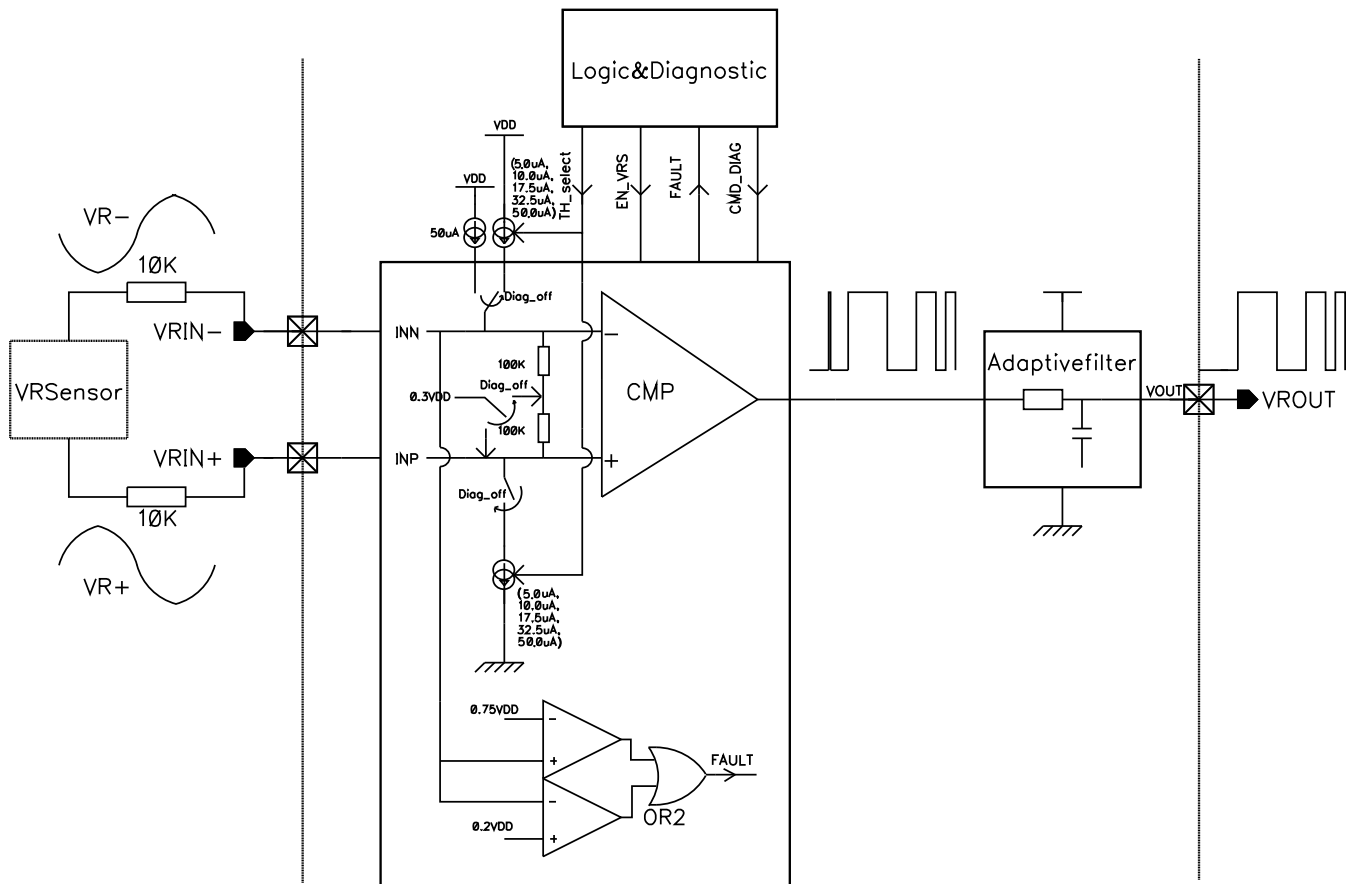 Logic&Diagnostic
VDD
VDD
(5.0uA,
10.0uA,
17.5uA,
32.5uA,
50.0uA)
TH_select
EN_VRS
FAULT
CMD_DIAG
50uA
VR-
10K
VRIN-
INN
Diag_off
VRSensor
100K
Diag_off
0.3VDD
100K
CMP
Adaptivefilter
VOUT
VROUT
VRIN+
INP
10K
VR+
Diag_off
(5.0uA,
10.0uA,
17.5uA,
32.5uA,
50.0uA)
0.75VDD
-
+
-
+
0.2VDD
OR2
FAULT
-
+